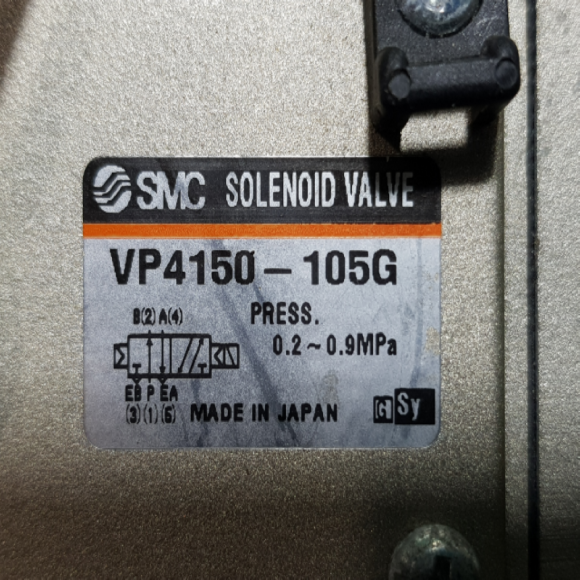 SMC SOLENOID VALVE
VP4150-105G
B(2) A(4)
PRESS.
0.2~0.9MPa
EB P EA
(3)(1)(5)
MADE IN JAPAN
Sy